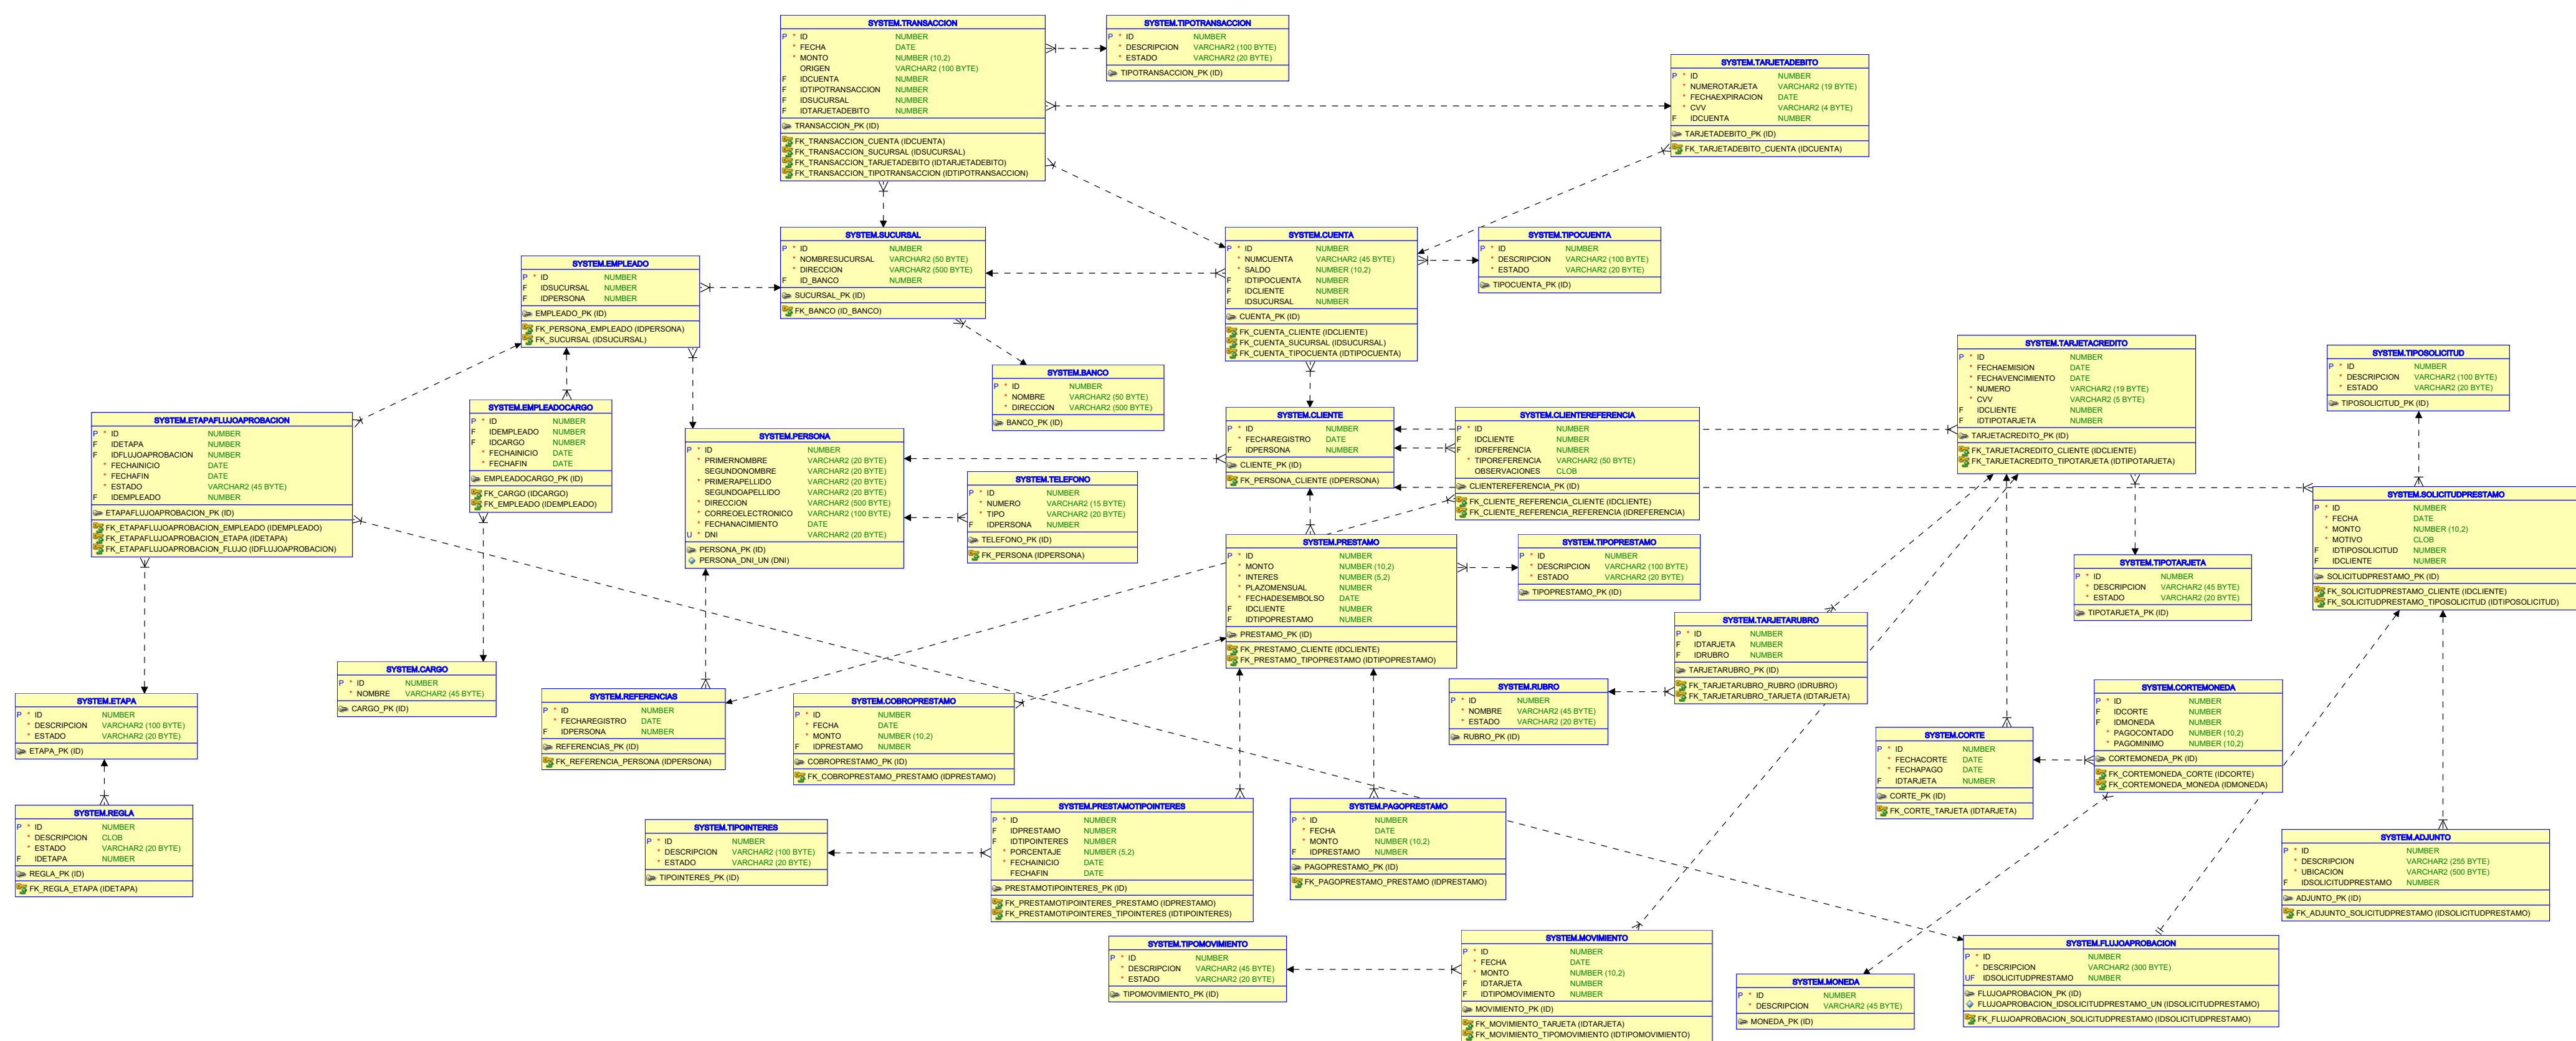 SYSTEM.TRANSACCION
P * ID NUMBER
* FECHA DATE
* MONTO NUMBER (10,2)
ORIGEN VARCHAR2 (100 BYTE)
F IDCUENTA NUMBER
F IDTIPOTRANSACCION NUMBER
F IDSUCURSAL NUMBER
F IDTARJETADEBITO NUMBER
TRANSACCION_PK (ID)
FK_TRANSACCION_CUENTA (IDCUENTA)
FK_TRANSACCION_SUCURSAL (IDSUCURSAL)
FK_TRANSACCION_TARJETADEBITO (IDTARJETADEBITO)
FK_TRANSACCION_TIPOTRANSACCION (IDTIPOTRANSACCION)
SYSTEM.TIPOTRANSACCION
P * ID NUMBER
* DESCRIPCION VARCHAR2 (100 BYTE)
* ESTADO VARCHAR2 (20 BYTE)
TIPOTRANSACCION_PK (ID)
SYSTEM.TARJETADEBITO
P * ID NUMBER
* NUMEROTARJETA VARCHAR2 (19 BYTE)
* FECHAEXPIRACION DATE
* CVV VARCHAR2 (4 BYTE)
F IDCUENTA NUMBER
TARJETADEBITO_PK (ID)
FK_TARJETADEBITO_CUENTA (IDCUENTA)
SYSTEM.SUCURSAL
P * ID NUMBER
* NOMBRESUCURSAL VARCHAR2 (50 BYTE)
* DIRECCION VARCHAR2 (500 BYTE)
F ID_BANCO NUMBER
SUCURSAL_PK (ID)
FK_BANCO (ID_BANCO)
SYSTEM.CUENTA
P * ID NUMBER
* NUMCUENTA VARCHAR2 (45 BYTE)
* SALDO NUMBER (10,2)
F IDTIPOCUENTA NUMBER
F IDCLIENTE NUMBER
F IDSUCURSAL NUMBER
CUENTA_PK (ID)
FK_CUENTA_CLIENTE (IDCLIENTE)
FK_CUENTA_SUCURSAL (IDSUCURSAL)
FK_CUENTA_TIPOCUENTA (IDTIPOCUENTA)
SYSTEM.TIPOCUENTA
P * ID NUMBER
* DESCRIPCION VARCHAR2 (100 BYTE)
* ESTADO VARCHAR2 (20 BYTE)
TIPOCUENTA_PK (ID)
SYSTEM.EMPLEADO
P * ID NUMBER
F IDSUCURSAL NUMBER
F IDPERSONA NUMBER
EMPLEADO_PK (ID)
FK_PERSONA_EMPLEADO (IDPERSONA)
FK_SUCURSAL (IDSUCURSAL)
SYSTEM.BANCO
P * ID NUMBER
* NOMBRE VARCHAR2 (50 BYTE)
* DIRECCION VARCHAR2 (500 BYTE)
BANCO_PK (ID)
SYSTEM.TARJETACREDITO
P * ID NUMBER
* FECHAEMISION DATE
* FECHAVENCIMIENTO DATE
* NUMERO VARCHAR2 (19 BYTE)
* CVV VARCHAR2 (5 BYTE)
F IDCLIENTE NUMBER
F IDTIPOTARJETA NUMBER
TARJETACREDITO_PK (ID)
FK_TARJETACREDITO_CLIENTE (IDCLIENTE)
FK_TARJETACREDITO_TIPOTARJETA (IDTIPOTARJETA)
SYSTEM.TIPOSOLICITUD
P * ID NUMBER
* DESCRIPCION VARCHAR2 (100 BYTE)
* ESTADO VARCHAR2 (20 BYTE)
TIPOSOLICITUD_PK (ID)
SYSTEM.ETAPAFLUJOAPROBACION
P * ID NUMBER
F IDETAPA NUMBER
F IDFLUJOAPROBACION NUMBER
* FECHAINICIO DATE
* FECHAFIN DATE
* ESTADO VARCHAR2 (45 BYTE)
F IDEMPLEADO NUMBER
ETAPAFLUJOAPROBACION_PK (ID)
FK_ETAPAFLUJOAPROBACION_EMPLEADO (IDEMPLEADO)
FK_ETAPAFLUJOAPROBACION_ETAPA (IDETAPA)
FK_ETAPAFLUJOAPROBACION_FLUJO (IDFLUJOAPROBACION)
SYSTEM.EMPLEADOCARGO
P * ID NUMBER
F IDEMPLEADO NUMBER
F IDCARGO NUMBER
* FECHAINICIO DATE
* FECHAFIN DATE
EMPLEADOCARGO_PK (ID)
FK_CARGO (IDCARGO)
FK_EMPLEADO (IDEMPLEADO)
SYSTEM.PERSONA
P * ID NUMBER
* PRIMERNOMBRE VARCHAR2 (20 BYTE)
SEGUNDONOMBRE VARCHAR2 (20 BYTE)
* PRIMERAPELLIDO VARCHAR2 (20 BYTE)
SEGUNDOAPELLIDO VARCHAR2 (20 BYTE)
* DIRECCION VARCHAR2 (500 BYTE)
* CORREOELECTRONICO VARCHAR2 (100 BYTE)
* FECHANACIMIENTO DATE
U * DNI VARCHAR2 (20 BYTE)
PERSONA_PK (ID)
PERSONA_DNI_UN (DNI)
SYSTEM.TELEFONO
P * ID NUMBER
* NUMERO VARCHAR2 (15 BYTE)
* TIPO VARCHAR2 (20 BYTE)
F IDPERSONA NUMBER
TELEFONO_PK (ID)
FK_PERSONA (IDPERSONA)
SYSTEM.CLIENTE
P * ID NUMBER
* FECHAREGISTRO DATE
F IDPERSONA NUMBER
CLIENTE_PK (ID)
FK_PERSONA_CLIENTE (IDPERSONA)
SYSTEM.CLIENTEREFERENCIA
P * ID NUMBER
F IDCLIENTE NUMBER
F IDREFERENCIA NUMBER
* TIPOREFERENCIA VARCHAR2 (50 BYTE)
OBSERVACIONES CLOB
CLIENTEREFERENCIA_PK (ID)
FK_CLIENTE_REFERENCIA_CLIENTE (IDCLIENTE)
FK_CLIENTE_REFERENCIA_REFERENCIA (IDREFERENCIA)
SYSTEM.SOLICITUDPRESTAMO
P * ID NUMBER
* FECHA DATE
* MONTO NUMBER (10,2)
* MOTIVO CLOB
F IDTIPOSOLICITUD NUMBER
F IDCLIENTE NUMBER
SOLICITUDPRESTAMO_PK (ID)
FK_SOLICITUDPRESTAMO_CLIENTE (IDCLIENTE)
FK_SOLICITUDPRESTAMO_TIPOSOLICITUD (IDTIPOSOLICITUD)
SYSTEM.PRESTAMO
P * ID NUMBER
* MONTO NUMBER (10,2)
* INTERES NUMBER (5,2)
* PLAZOMENSUAL NUMBER
* FECHADESEMBOLSO DATE
F IDCLIENTE NUMBER
F IDTIPOPRESTAMO NUMBER
PRESTAMO_PK (ID)
FK_PRESTAMO_CLIENTE (IDCLIENTE)
FK_PRESTAMO_TIPOPRESTAMO (IDTIPOPRESTAMO)
SYSTEM.TIPOPRESTAMO
P * ID NUMBER
* DESCRIPCION VARCHAR2 (100 BYTE)
* ESTADO VARCHAR2 (20 BYTE)
TIPOPRESTAMO_PK (ID)
SYSTEM.TIPOTARJETA
P * ID NUMBER
* DESCRIPCION VARCHAR2 (45 BYTE)
* ESTADO VARCHAR2 (20 BYTE)
TIPOTARJETA_PK (ID)
SYSTEM.TARJETARUBRO
P * ID NUMBER
F IDTARJETA NUMBER
F IDRUBRO NUMBER
TARJETARUBRO_PK (ID)
FK_TARJETARUBRO_RUBRO (IDRUBRO)
FK_TARJETARUBRO_TARJETA (IDTARJETA)
SYSTEM.CARGO
P * ID NUMBER
* NOMBRE VARCHAR2 (45 BYTE)
CARGO_PK (ID)
SYSTEM.ETAPA
P * ID NUMBER
* DESCRIPCION VARCHAR2 (100 BYTE)
* ESTADO VARCHAR2 (20 BYTE)
ETAPA_PK (ID)
SYSTEM.REFERENCIAS
P * ID NUMBER
* FECHAREGISTRO DATE
F IDPERSONA NUMBER
REFERENCIAS_PK (ID)
FK_REFERENCIA_PERSONA (IDPERSONA)
SYSTEM.COBROPRESTAMO
P * ID NUMBER
* FECHA DATE
* MONTO NUMBER (10,2)
F IDPRESTAMO NUMBER
COBROPRESTAMO_PK (ID)
FK_COBROPRESTAMO_PRESTAMO (IDPRESTAMO)
SYSTEM.RUBRO
P * ID NUMBER
* NOMBRE VARCHAR2 (45 BYTE)
* ESTADO VARCHAR2 (20 BYTE)
RUBRO_PK (ID)
SYSTEM.CORTEMONEDA
P * ID NUMBER
F IDCORTE NUMBER
F IDMONEDA NUMBER
* PAGOCONTADO NUMBER (10,2)
* PAGOMINIMO NUMBER (10,2)
CORTEMONEDA_PK (ID)
FK_CORTEMONEDA_CORTE (IDCORTE)
FK_CORTEMONEDA_MONEDA (IDMONEDA)
SYSTEM.CORTE
P * ID NUMBER
* FECHACORTE DATE
* FECHAPAGO DATE
F IDTARJETA NUMBER
CORTE_PK (ID)
FK_CORTE_TARJETA (IDTARJETA)
SYSTEM.REGLA
P * ID NUMBER
* DESCRIPCION CLOB
* ESTADO VARCHAR2 (20 BYTE)
F IDETAPA NUMBER
REGLA_PK (ID)
FK_REGLA_ETAPA (IDETAPA)
SYSTEM.TIPOINTERES
P * ID NUMBER
* DESCRIPCION VARCHAR2 (100 BYTE)
* ESTADO VARCHAR2 (20 BYTE)
TIPOINTERES_PK (ID)
SYSTEM.PRESTAMOTIPOINTERES
P * ID NUMBER
F IDPRESTAMO NUMBER
F IDTIPOINTERES NUMBER
* PORCENTAJE NUMBER (5,2)
* FECHAINICIO DATE
FECHAFIN DATE
PRESTAMOTIPOINTERES_PK (ID)
FK_PRESTAMOTIPOINTERES_PRESTAMO (IDPRESTAMO)
FK_PRESTAMOTIPOINTERES_TIPOINTERES (IDTIPOINTERES)
SYSTEM.PAGOPRESTAMO
P * ID NUMBER
* FECHA DATE
* MONTO NUMBER (10,2)
F IDPRESTAMO NUMBER
PAGOPRESTAMO_PK (ID)
FK_PAGOPRESTAMO_PRESTAMO (IDPRESTAMO)
SYSTEM.ADJUNTO
P * ID NUMBER
* DESCRIPCION VARCHAR2 (255 BYTE)
* UBICACION VARCHAR2 (500 BYTE)
F IDSOLICITUDPRESTAMO NUMBER
ADJUNTO_PK (ID)
FK_ADJUNTO_SOLICITUDPRESTAMO (IDSOLICITUDPRESTAMO)
SYSTEM.TIPOMOVIMIENTO
P * ID NUMBER
* DESCRIPCION VARCHAR2 (45 BYTE)
* ESTADO VARCHAR2 (20 BYTE)
TIPOMOVIMIENTO_PK (ID)
SYSTEM.MOVIMIENTO
P * ID NUMBER
* FECHA DATE
* MONTO NUMBER (10,2)
F IDTARJETA NUMBER
F IDTIPOMOVIMIENTO NUMBER
MOVIMIENTO_PK (ID)
FK_MOVIMIENTO_TARJETA (IDTARJETA)
FK_MOVIMIENTO_TIPOMOVIMIENTO (IDTIPOMOVIMIENTO)
SYSTEM.MONEDA
P * ID NUMBER
* DESCRIPCION VARCHAR2 (45 BYTE)
MONEDA_PK (ID)
SYSTEM.FLUJOAPROBACION
P * ID NUMBER
* DESCRIPCION VARCHAR2 (300 BYTE)
UF IDSOLICITUDPRESTAMO NUMBER
FLUJOAPROBACION_PK (ID)
FLUJOAPROBACION_IDSOLICITUDPRESTAMO_UN (IDSOLICITUDPRESTAMO)
FK_FLUJOAPROBACION_SOLICITUDPRESTAMO (IDSOLICITUDPRESTAMO)